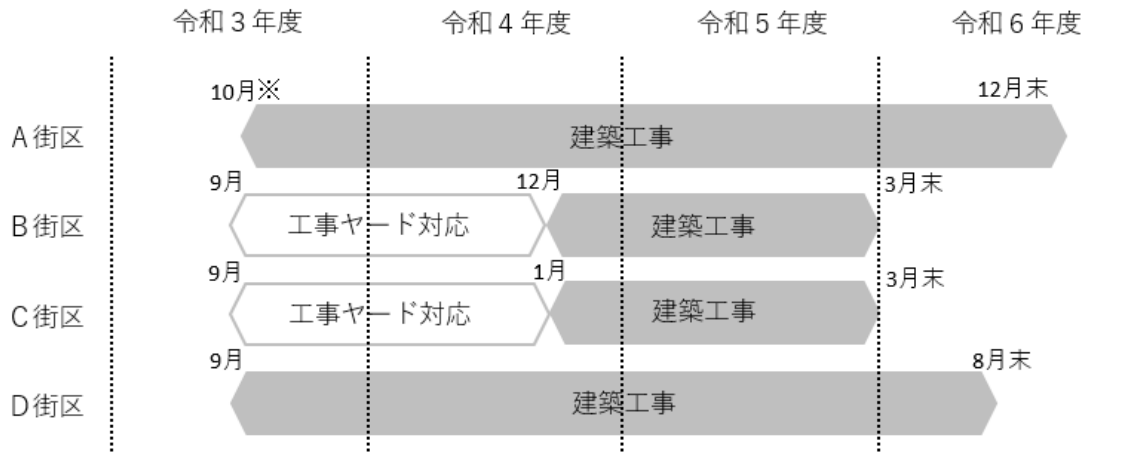 令和３年度 令和４年度 令和５年度 令和６年度
10月※ 12月末
Ａ街区 建築工事
9月 12月 3月末
Ｂ街区 工事ヤード対応 建築工事
9月 1月 3月末
Ｃ街区 工事ヤード対応 建築工事
9月 8月末
Ｄ街区 建築工事